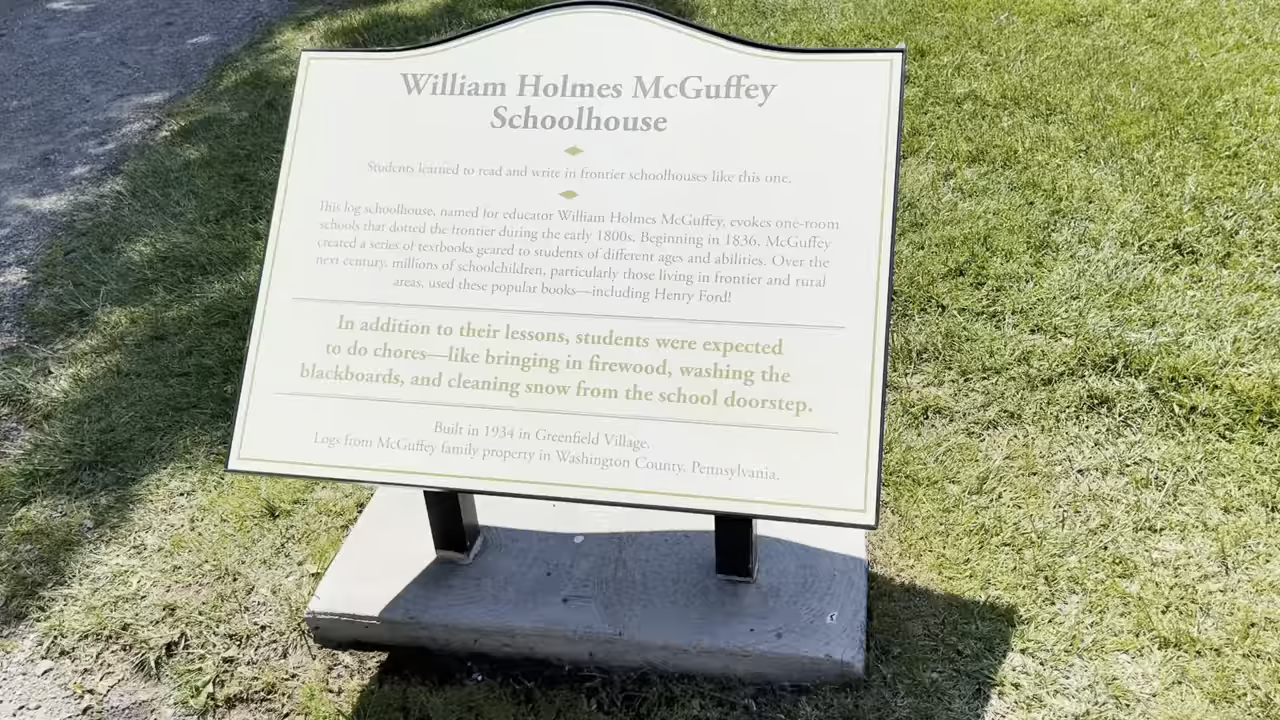 William Holmes McGuffey
Schoolhouse
Students learned to read and write in frontier schoolhouses like this one.
This log schoolhouse, named for educator William Holmes McGuffey, evokes one-room
schools that dotted the frontier during the early 1800s. Beginning in 1836, McGuffey
created a series of textbooks geared to students of different ages and abilities. Over the
next century, millions of schoolchildren, particularly those living in frontier and rural
areas, used these popular books—including Henry Ford!
In addition to their lessons, students were expected
to do chores—like bringing in firewood, washing the
blackboards, and cleaning snow from the school doorstep.
Built in 1934 in Greenfield Village.
Logs from McGuffey family property in Washington County, Pennsylvania.